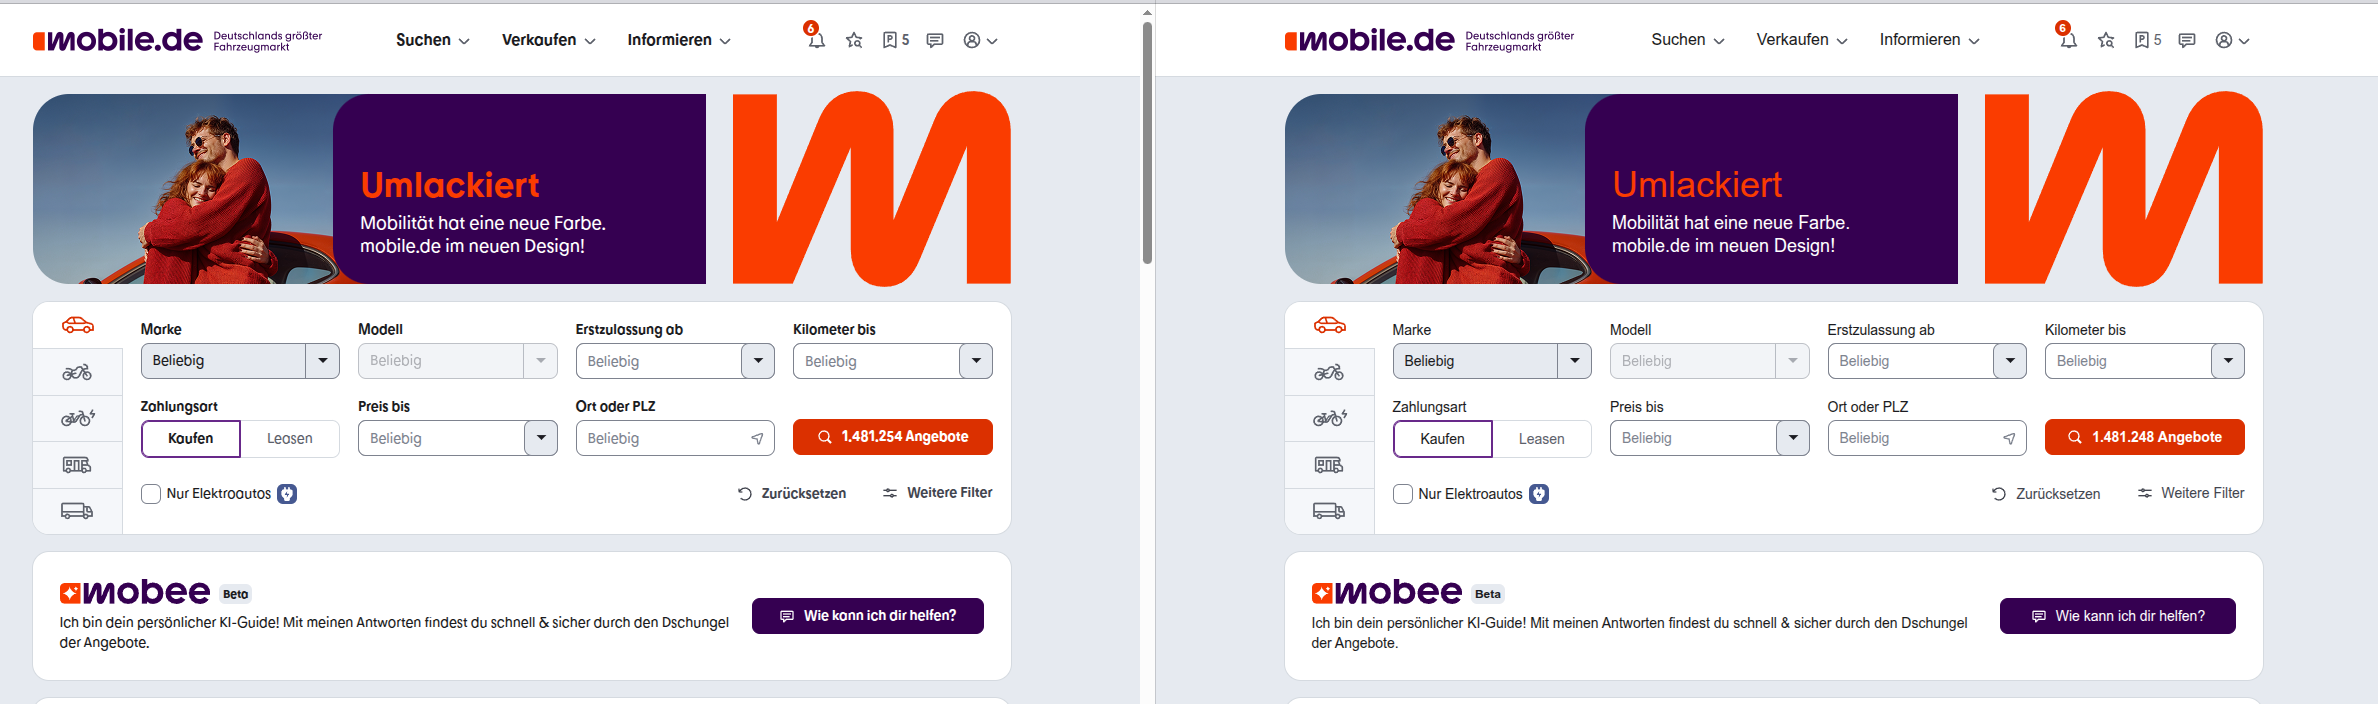 mobile.de
Deutschlands größter
Fahrzeugmarkt
Suchen
Verkaufen
Informieren
6
5
Umlackiert
Mobilität hat eine neue Farbe.
mobile.de im neuen Design!
Marke
Modell
Erstzulassung ab
Kilometer bis
Beliebig
Beliebig
Beliebig
Beliebig
Zahlungsart
Preis bis
Ort oder PLZ
Kaufen
Leasen
Beliebig
Beliebig
1.481.254 Angebote
Nur Elektroautos
Zurücksetzen
Weitere Filter
mobee
Beta
Ich bin dein persönlicher KI-Guide! Mit meinen Antworten findest du schnell & sicher durch den Dschungel
der Angebote.
Wie kann ich dir helfen?
mobile.de
Deutschlands größter
Fahrzeugmarkt
Suchen
Verkaufen
Informieren
6
5
Umlackiert
Mobilität hat eine neue Farbe.
mobile.de im neuen Design!
Marke
Modell
Erstzulassung ab
Kilometer bis
Beliebig
Beliebig
Beliebig
Beliebig
Zahlungsart
Preis bis
Ort oder PLZ
Kaufen
Leasen
Beliebig
Beliebig
1.481.248 Angebote
Nur Elektroautos
Zurücksetzen
Weitere Filter
mobee
Beta
Ich bin dein persönlicher KI-Guide! Mit meinen Antworten findest du schnell & sicher durch den Dschungel
der Angebote.
Wie kann ich dir helfen?